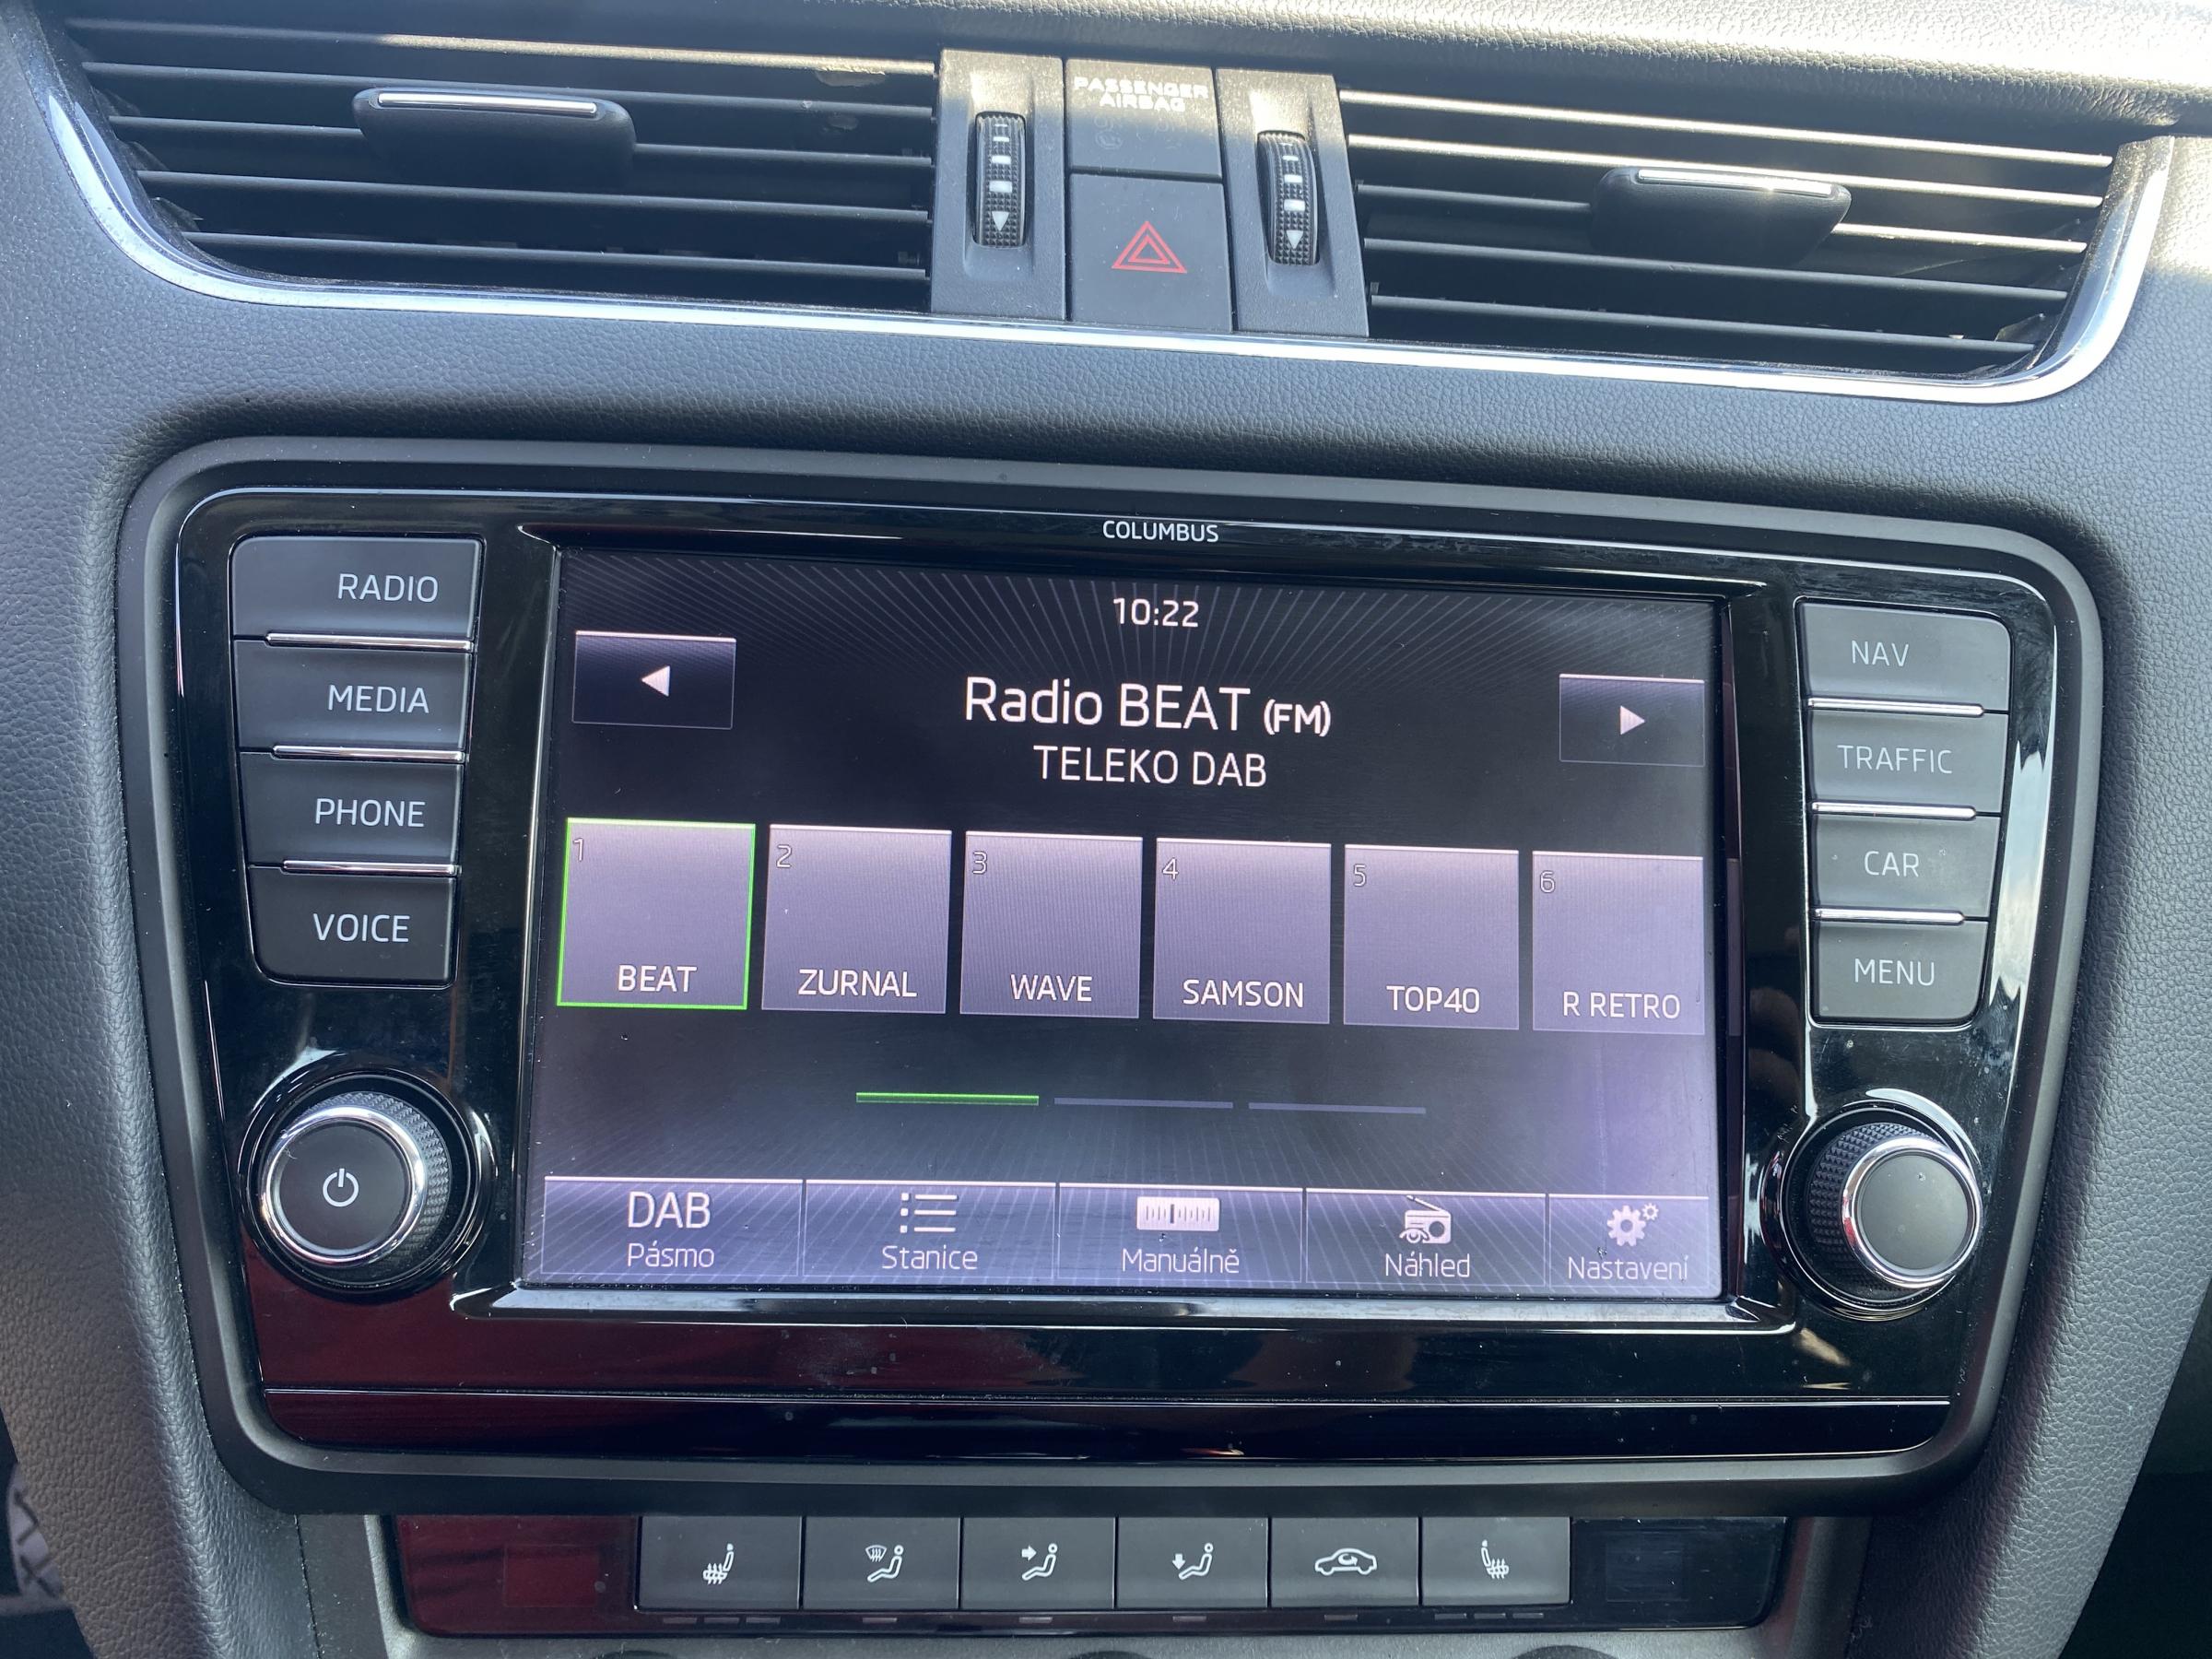 PASSENGER
AIRBAG
COLUMBUS
RADIO
MEDIA
PHONE
VOICE
10:22
Radio BEAT (FM)
TELEKO DAB
1
BEAT
2
ZURNAL
3
WAVE
4
SAMSON
5
TOP40
6
R RETRO
DAB
Pásmo
Stanice
Manuálně
Náhled
Nastavení
NAV
TRAFFIC
CAR
MENU